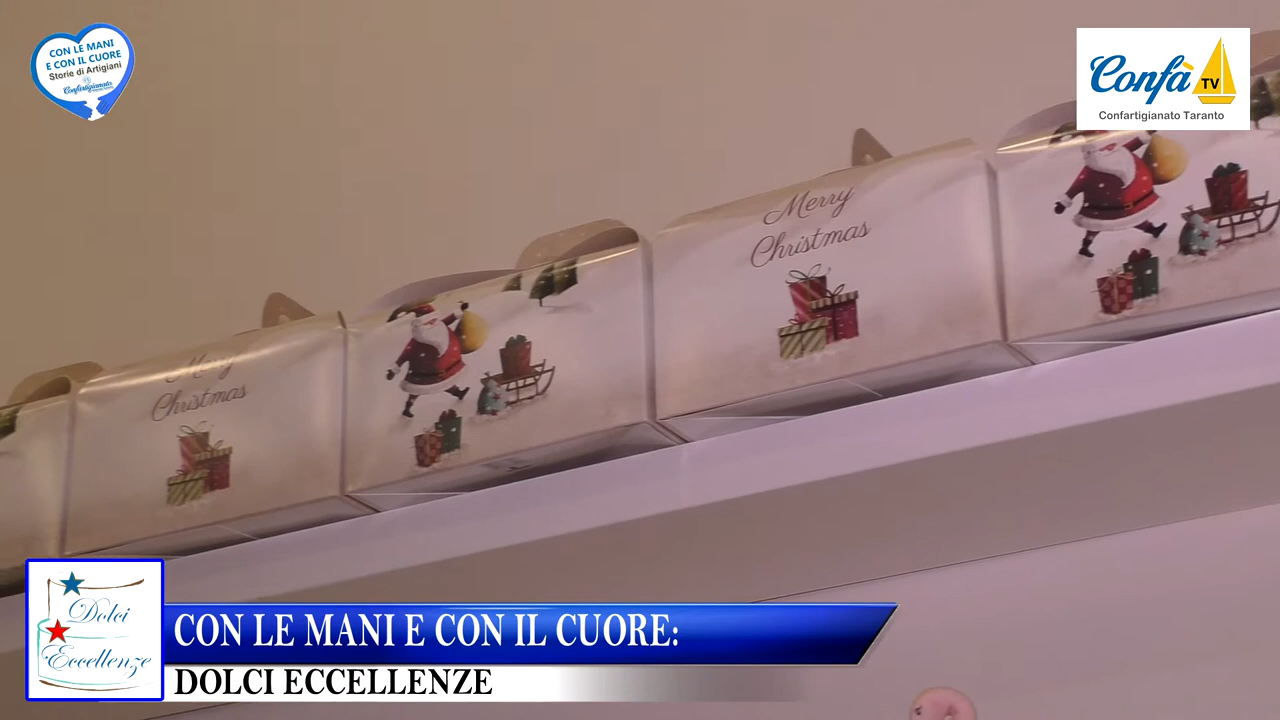 CON LE MANI
E CON IL CUORE
Storie di Artigiani
Confartigianato
Confà TV
Confartigianato Taranto
Merry
Christmas
Merry
Christmas
Dolci
Eccellenze
CON LE MANI E CON IL CUORE:
DOLCI ECCELLENZE